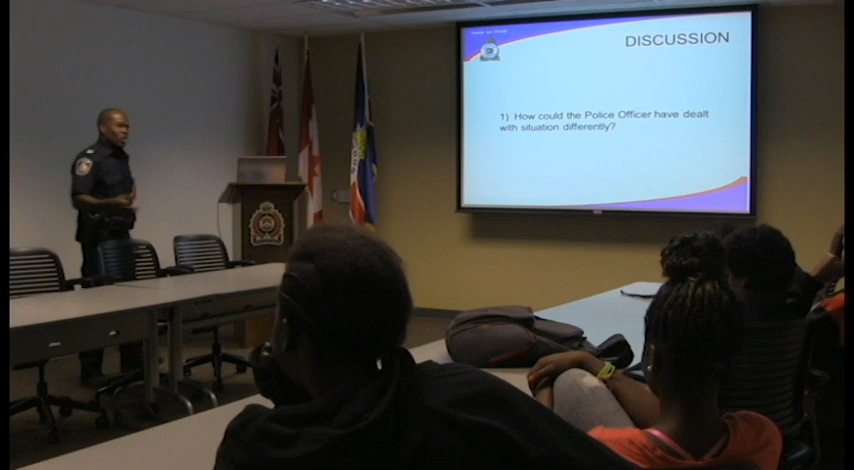 DISCUSSION
1) How could the Police Officer have dealt
with situation differently?